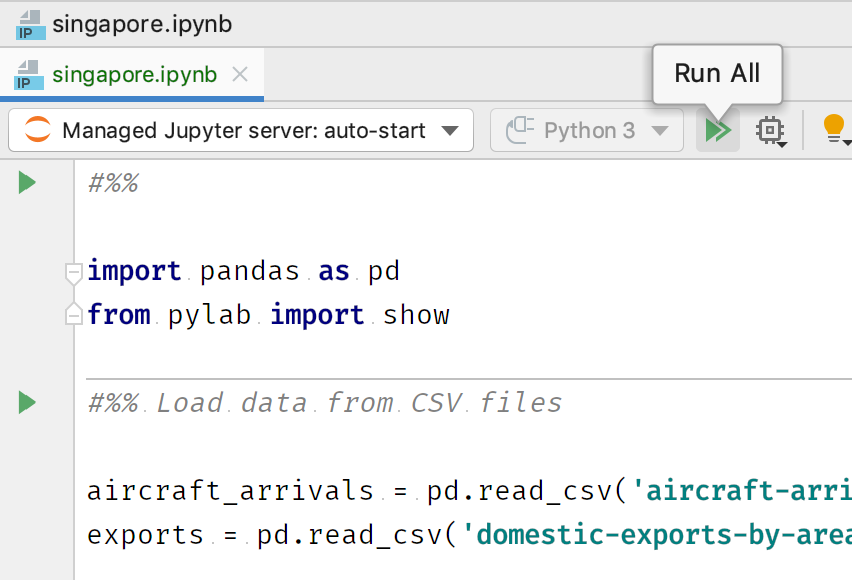 IP singapore.ipynb
IP singapore.ipynb
Run All
Managed Jupyter server: auto-start Python 3
#%%
import pandas as pd
from pylab import show
#%% Load data from CSV files
aircraft_arrivals = pd.read_csv('aircraft-arri
exports = pd.read_csv('domestic-exports-by-area